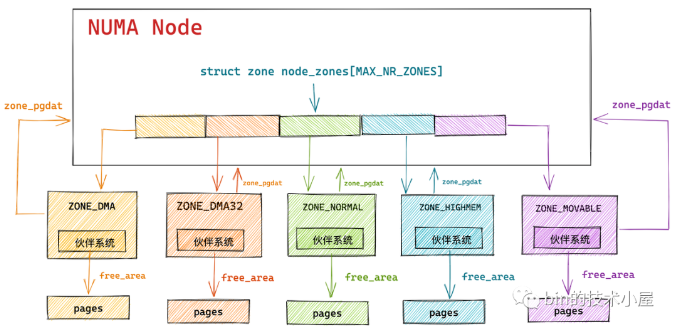 NUMA Node
struct zone node_zones[MAX_NR_ZONES]
zone_pgdat
zone_pgdat
zone_pgdat
zone_pgdat
zone_pgdat
ZONE_DMA
ZONE_DMA32
ZONE_NORMAL
ZONE_HIGHMEM
ZONE_MOVABLE
伙伴系统
伙伴系统
伙伴系统
伙伴系统
伙伴系统
free_area
free_area
free_area
free_area
free_area
pages
pages
pages
pages
pages
bin的技术小屋